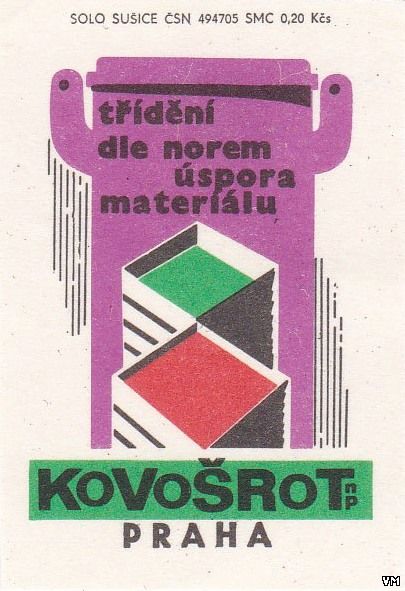 SOLO SUŠICE ČSN 494705 SMC 0,20 Kčs
třídění
dle norem
úspora
materiálu
KOVOŠROT np
PRAHA
VM